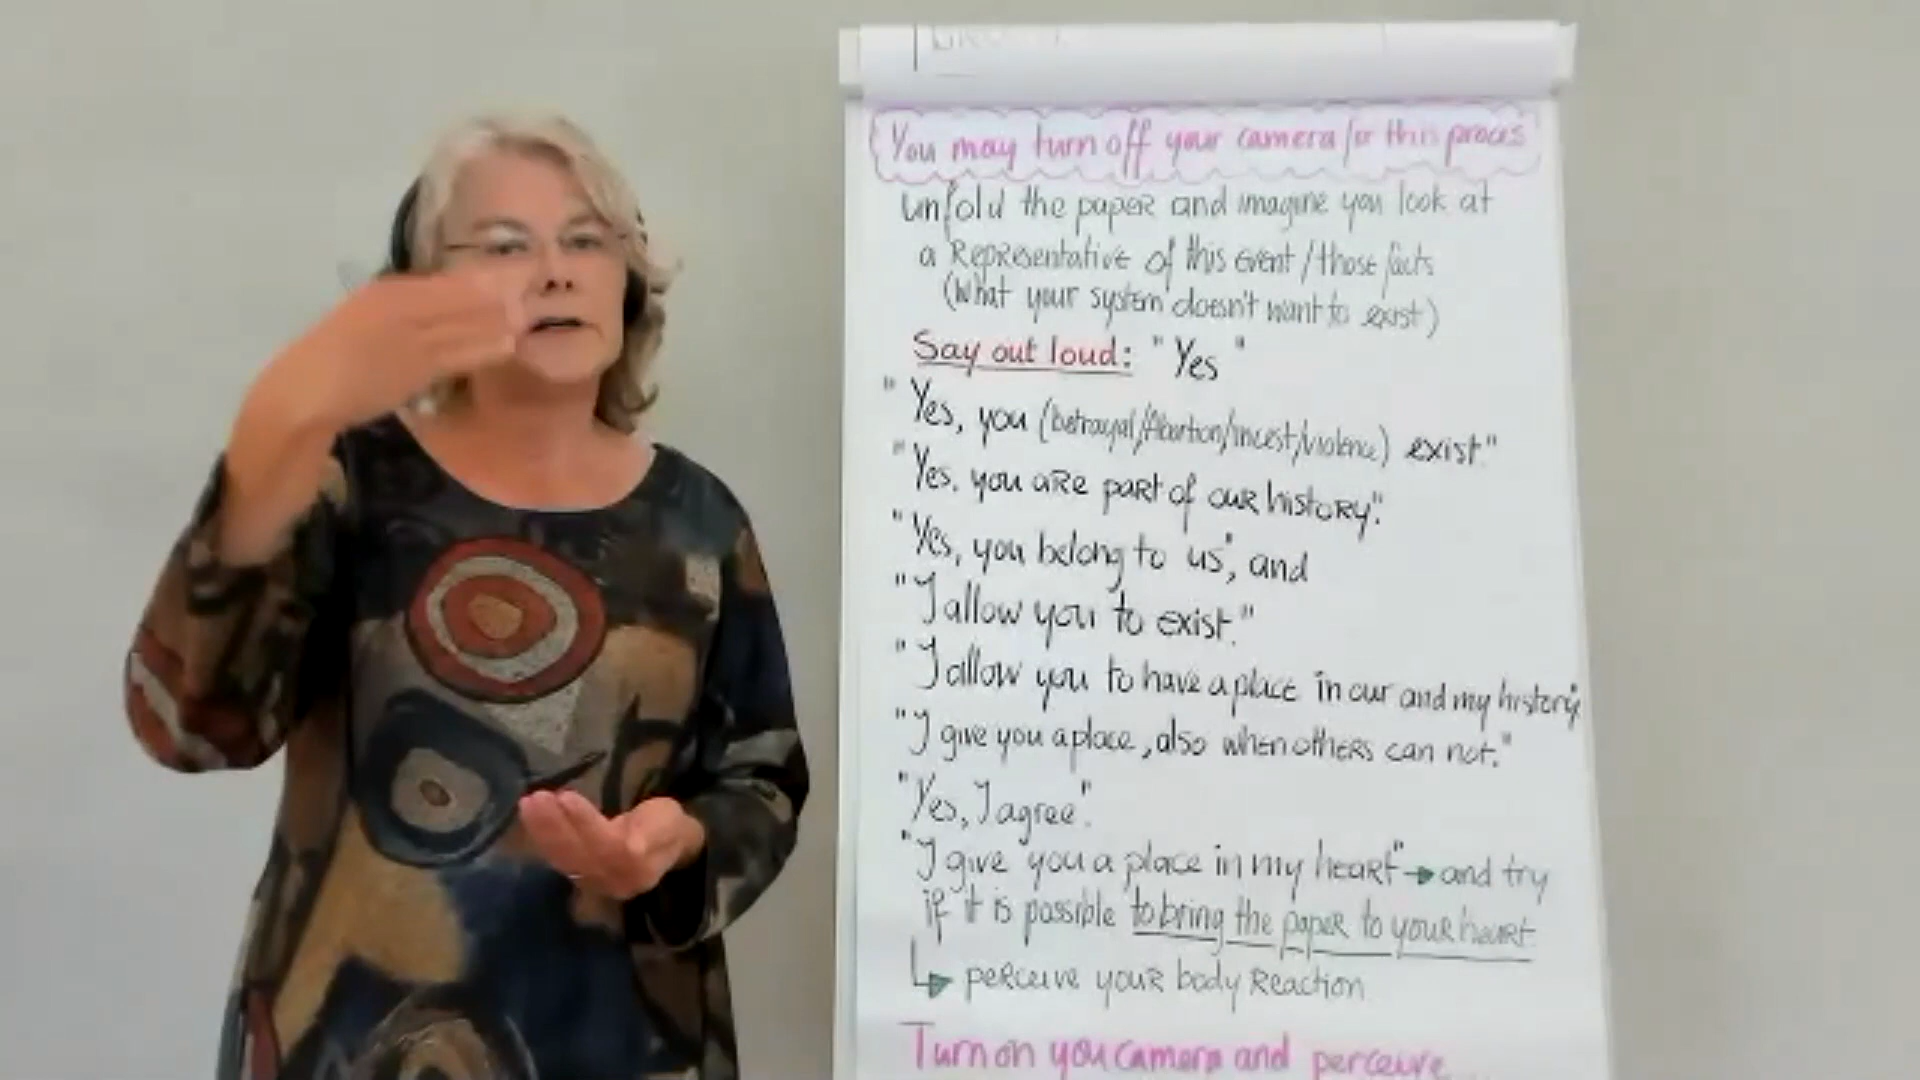 You may turn off your camera for this proces
unfold the paper and imagine you look at
a Representative of this event / those facts
(What your system doesn't want to exist)
Say out loud: "Yes"
"Yes, you (betrayal/Abortion/incest/violence) exist."
"Yes, you are part of our history".
"Yes, you belong to us", and
"I allow you to exist."
"I allow you to have a place in our and my history"
"I give you a place, also when others can not."
"Yes, I agree".
"I give you a place in my heart" → and try
if it is possible to bring the paper to your heart
↳ perceive your body reaction
Turn on you camera and perceive